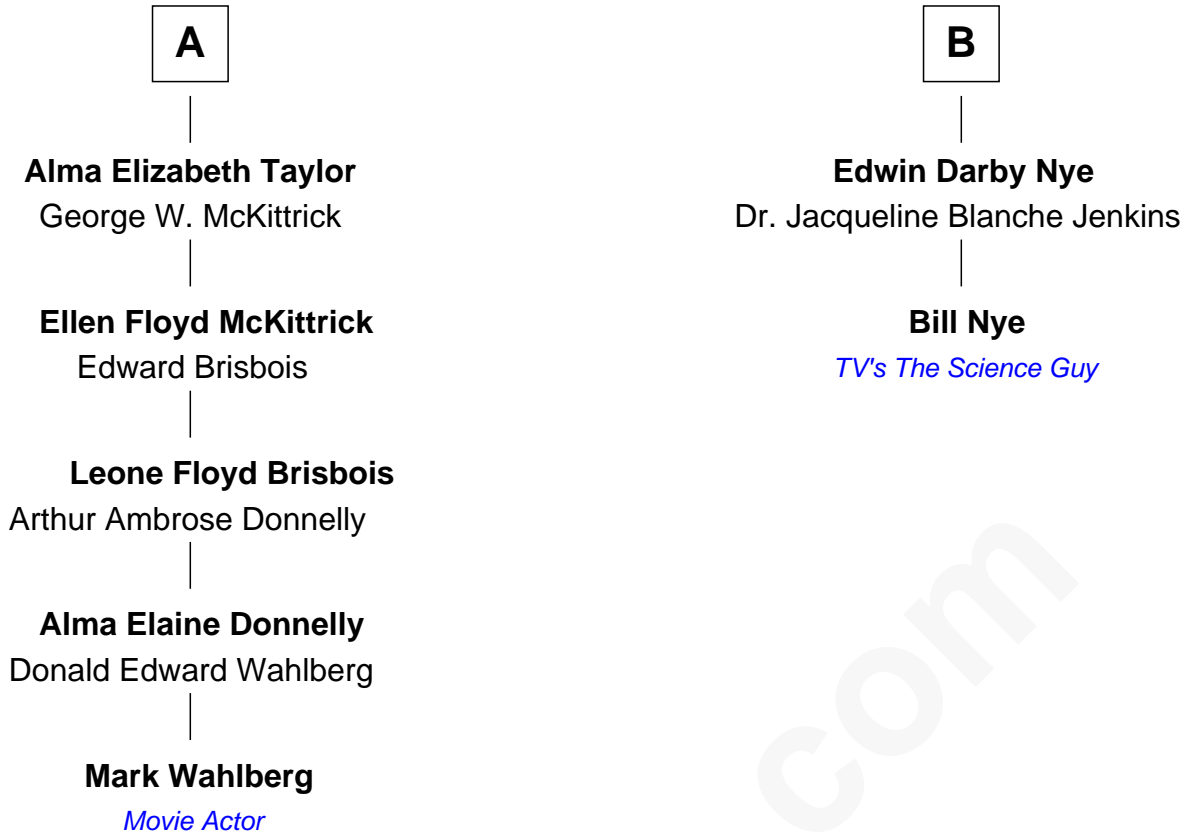 A
Alma Elizabeth Taylor
George W. McKittrick
Ellen Floyd McKittrick
Edward Brisbois
Leone Floyd Brisbois
Arthur Ambrose Donnelly
Alma Elaine Donnelly
Donald Edward Wahlberg
Mark Wahlberg
Movie Actor
B
Edwin Darby Nye
Dr. Jacqueline Blanche Jenkins
Bill Nye
TV's The Science Guy
com